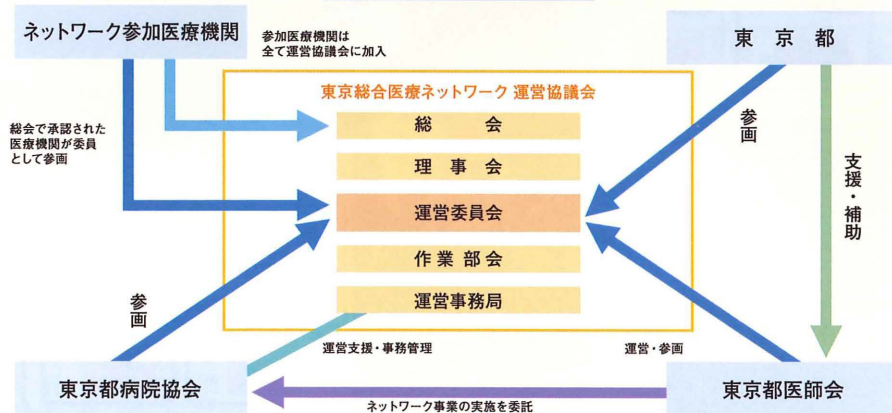 ネットワーク参加医療機関
参加医療機関は
全て運営協議会に加入
東京都
東京総合医療ネットワーク 運営協議会
総会
理事会
運営委員会
作業部会
運営事務局
総会で承認された
医療機関が委員
として参画
参画
支援・補助
参画
運営支援・事務管理
運営・参画
東京都病院協会
ネットワーク事業の実施を委託
東京都医師会